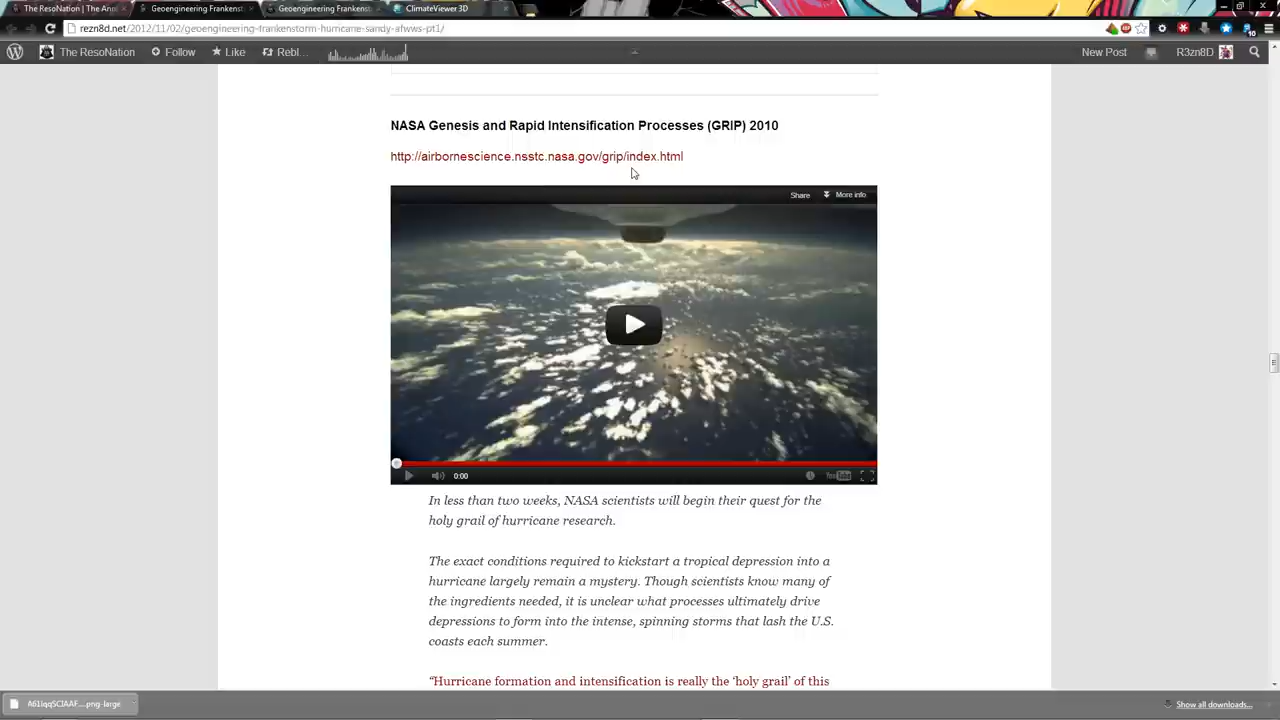 The ResoNation | The Ang
Geoengineering Frankenst
Geoengineering Frankenst
ClimateViewer 3D
rezn8d.net/2012/11/02/geoengineering-frankenstorm-hurricane-sandy-afwws-pt1/
The ResoNation
Follow
Like
Rebl...
New Post
R3zn8D
NASA Genesis and Rapid Intensification Processes (GRIP) 2010
http://airbornescience.nsstc.nasa.gov/grip/index.html
Share
More info
0:00
YouTube
In less than two weeks, NASA scientists will begin their quest for the
holy grail of hurricane research.
The exact conditions required to kickstart a tropical depression into a
hurricane largely remain a mystery. Though scientists know many of
the ingredients needed, it is unclear what processes ultimately drive
depressions to form into the intense, spinning storms that lash the U.S.
coasts each summer.
“Hurricane formation and intensification is really the ‘holy grail’ of this
Show all downloads...